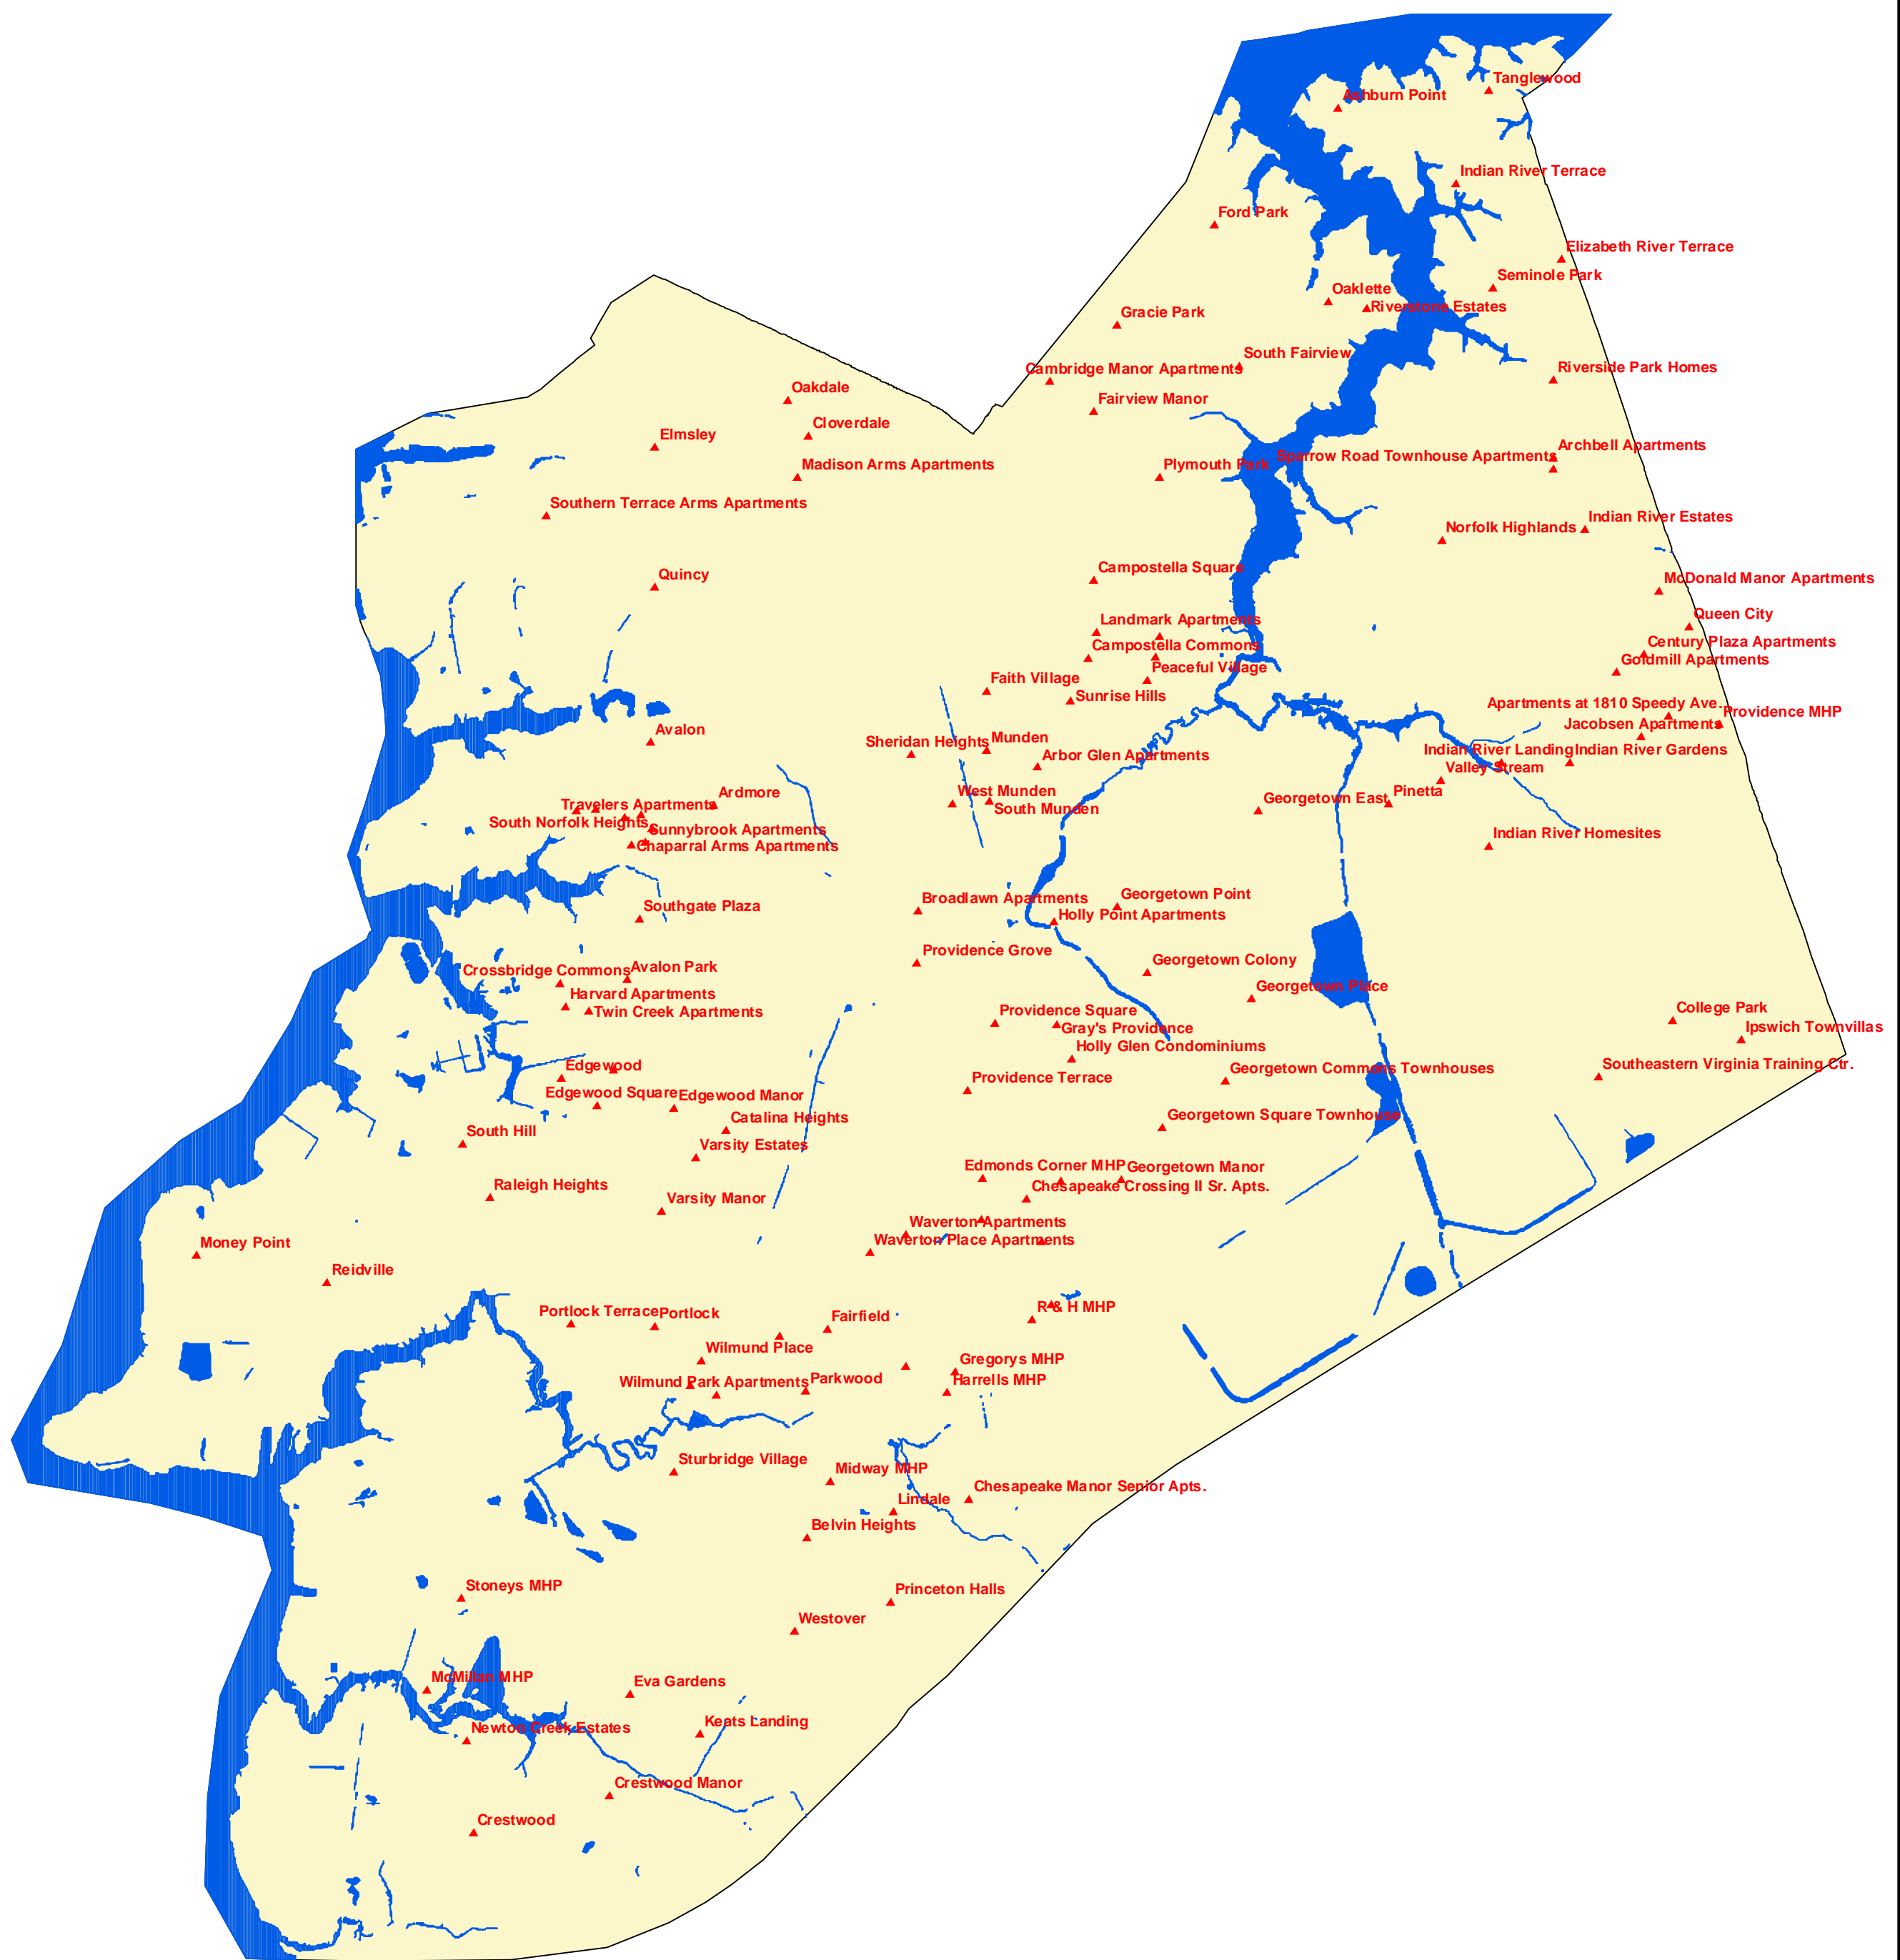 Tanglewood
Ashburn Point
Indian River Terrace
Ford Park
Elizabeth River Terrace
Seminole Park
Oaklette
Riverstone Estates
Gracie Park
South Fairview
Cambridge Manor Apartments
Riverside Park Homes
Oakdale
Fairview Manor
Cloverdale
Elmsley
Archbell Apartments
Sparrow Road Townhouse Apartments
Madison Arms Apartments
Plymouth Park
Southern Terrace Arms Apartments
Indian River Estates
Norfolk Highlands
Campostella Square
Quincy
McDonald Manor Apartments
Queen City
Landmark Apartments
Century Plaza Apartments
Campostella Commons
Goldmill Apartments
Peaceful Village
Faith Village
Sunrise Hills
Apartments at 1810 Speedy Ave.
Providence MHP
Jacobsen Apartments
Avalon
Sheridan Heights
Munden
Indian River Landing
Indian River Gardens
Arbor Glen Apartments
Valley Stream
Ardmore
West Munden
Pinetta
Georgetown East
Travelers Apartments
South Munden
South Norfolk Heights
Sunnybrook Apartments
Indian River Homesites
Chaparral Arms Apartments
Georgetown Point
Broadlawn Apartments
Southgate Plaza
Holly Point Apartments
Providence Grove
Georgetown Colony
Avalon Park
Crossbridge Commons
Georgetown Place
Harvard Apartments
Twin Creek Apartments
Providence Square
College Park
Gray's Providence
Ipswich Townvillas
Holly Glen Condominiums
Edgewood
Southeastern Virginia Training Ctr.
Georgetown Commons Townhouses
Providence Terrace
Edgewood Square
Edgewood Manor
Georgetown Square Townhouse
Catalina Heights
South Hill
Varsity Estates
Edmonds Corner MHP
Georgetown Manor
Raleigh Heights
Chesapeake Crossing II Sr. Apts.
Varsity Manor
Waverton Apartments
Waverton Place Apartments
Money Point
Reidville
R & H MHP
Portlock Terrace
Portlock
Fairfield
Wilmund Place
Gregorys MHP
Parkwood
Harrells MHP
Wilmund Park Apartments
Sturbridge Village
Midway MHP
Chesapeake Manor Senior Apts.
Lindale
Belvin Heights
Stoneys MHP
Princeton Halls
Westover
McMillan MHP
Eva Gardens
Keats Landing
Newton Creek Estates
Crestwood Manor
Crestwood